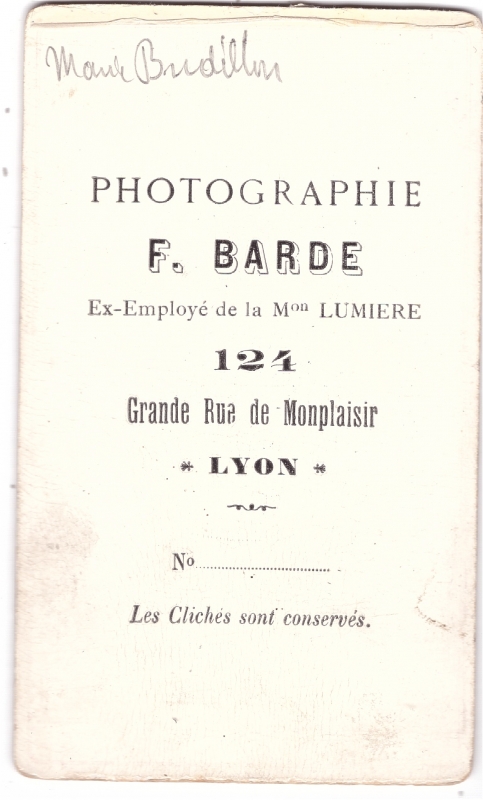 Marie Brudillon
PHOTOGRAPHIE
F. BARDE
Ex-Employé de la Mon LUMIERE
124
Grande Rue de Monplaisir
* LYON *
No..............................
Les Clichés sont conservés.